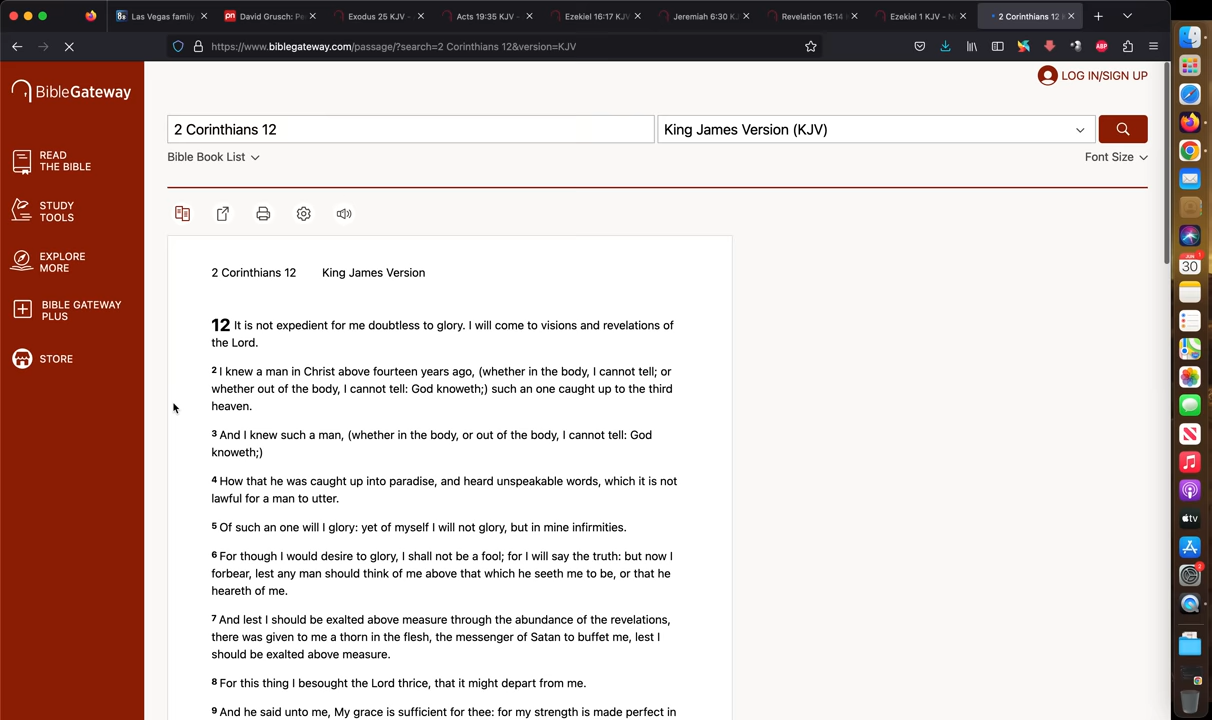 Las Vegas family
David Grusch: Pe
Exodus 25 KJV -
Acts 19:35 KJV -
Ezekiel 16:17 KJV
Jeremiah 6:30 KJ
Revelation 16:14
Ezekiel 1 KJV - N
2 Corinthians 12
https://www.biblegateway.com/passage/?search=2 Corinthians 12&version=KJV
ABP
BibleGateway
LOG IN/SIGN UP
2 Corinthians 12
King James Version (KJV)
Bible Book List
Font Size
READ
THE BIBLE
STUDY
TOOLS
EXPLORE
MORE
BIBLE GATEWAY
PLUS
STORE
2 Corinthians 12 King James Version
12 It is not expedient for me doubtless to glory. I will come to visions and revelations of
the Lord.
2 I knew a man in Christ above fourteen years ago, (whether in the body, I cannot tell; or
whether out of the body, I cannot tell: God knoweth;) such an one caught up to the third
heaven.
3 And I knew such a man, (whether in the body, or out of the body, I cannot tell: God
knoweth;)
4 How that he was caught up into paradise, and heard unspeakable words, which it is not
lawful for a man to utter.
5 Of such an one will I glory: yet of myself I will not glory, but in mine infirmities.
6 For though I would desire to glory, I shall not be a fool; for I will say the truth: but now I
forbear, lest any man should think of me above that which he seeth me to be, or that he
heareth of me.
7 And lest I should be exalted above measure through the abundance of the revelations,
there was given to me a thorn in the flesh, the messenger of Satan to buffet me, lest I
should be exalted above measure.
8 For this thing I besought the Lord thrice, that it might depart from me.
9 And he said unto me, My grace is sufficient for thee: for my strength is made perfect in
30
tv